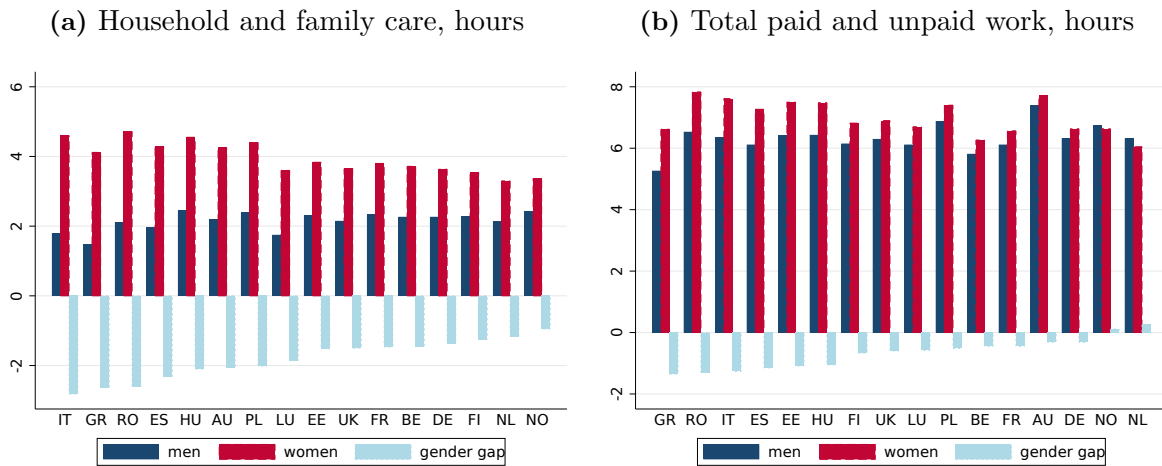 (a) Household and family care, hours
6
4
2
0
-2
IT GR RO ES HU AU PL LU EE UK FR BE DE FI NL NO
men women gender gap
(b) Total paid and unpaid work, hours
8
6
4
2
0
-2
GR RO IT ES EE HU FI UK LU PL BE FR AU DE NO NL
men women gender gap